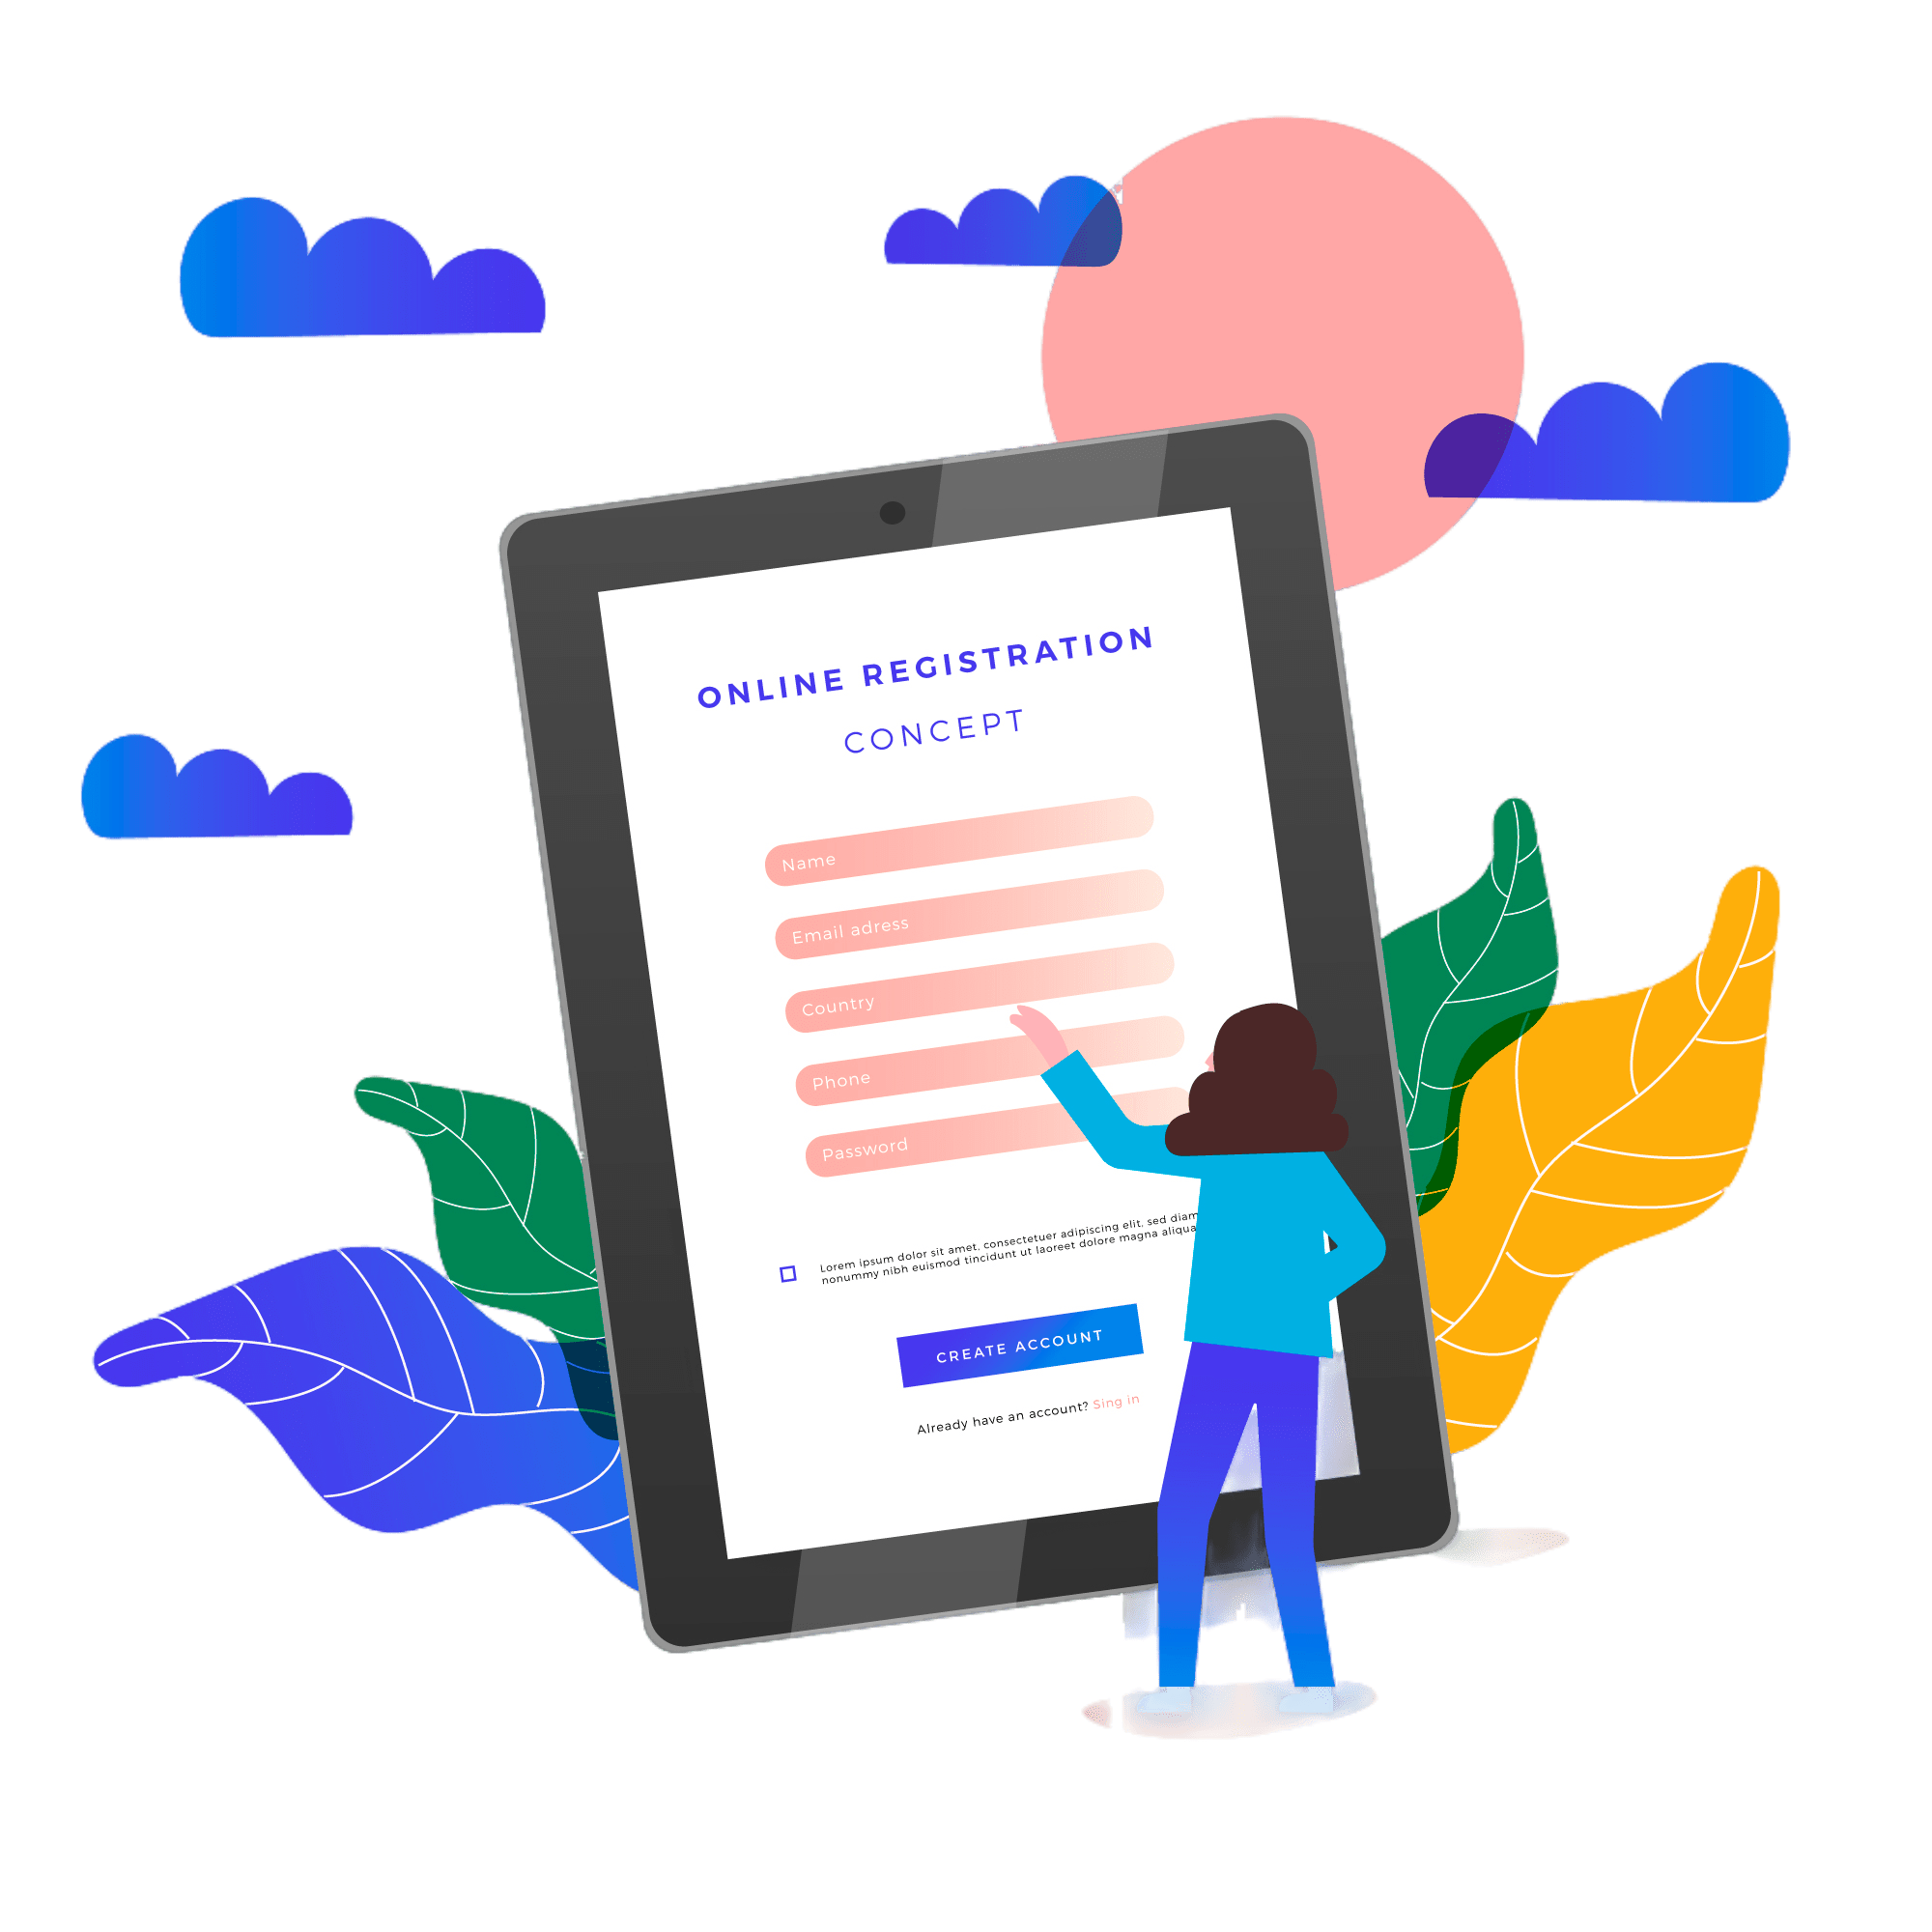 ONLINE REGISTRATION
CONCEPT
Name
Email adress
Country
Phone
Password
Lorem ipsum dolor sit amet, consectetuer adipiscing elit, sed diam
nonummy nibh euismod tincidunt ut laoreet dolore magna aliqua
CREATE ACCOUNT
Already have an account? Sing in